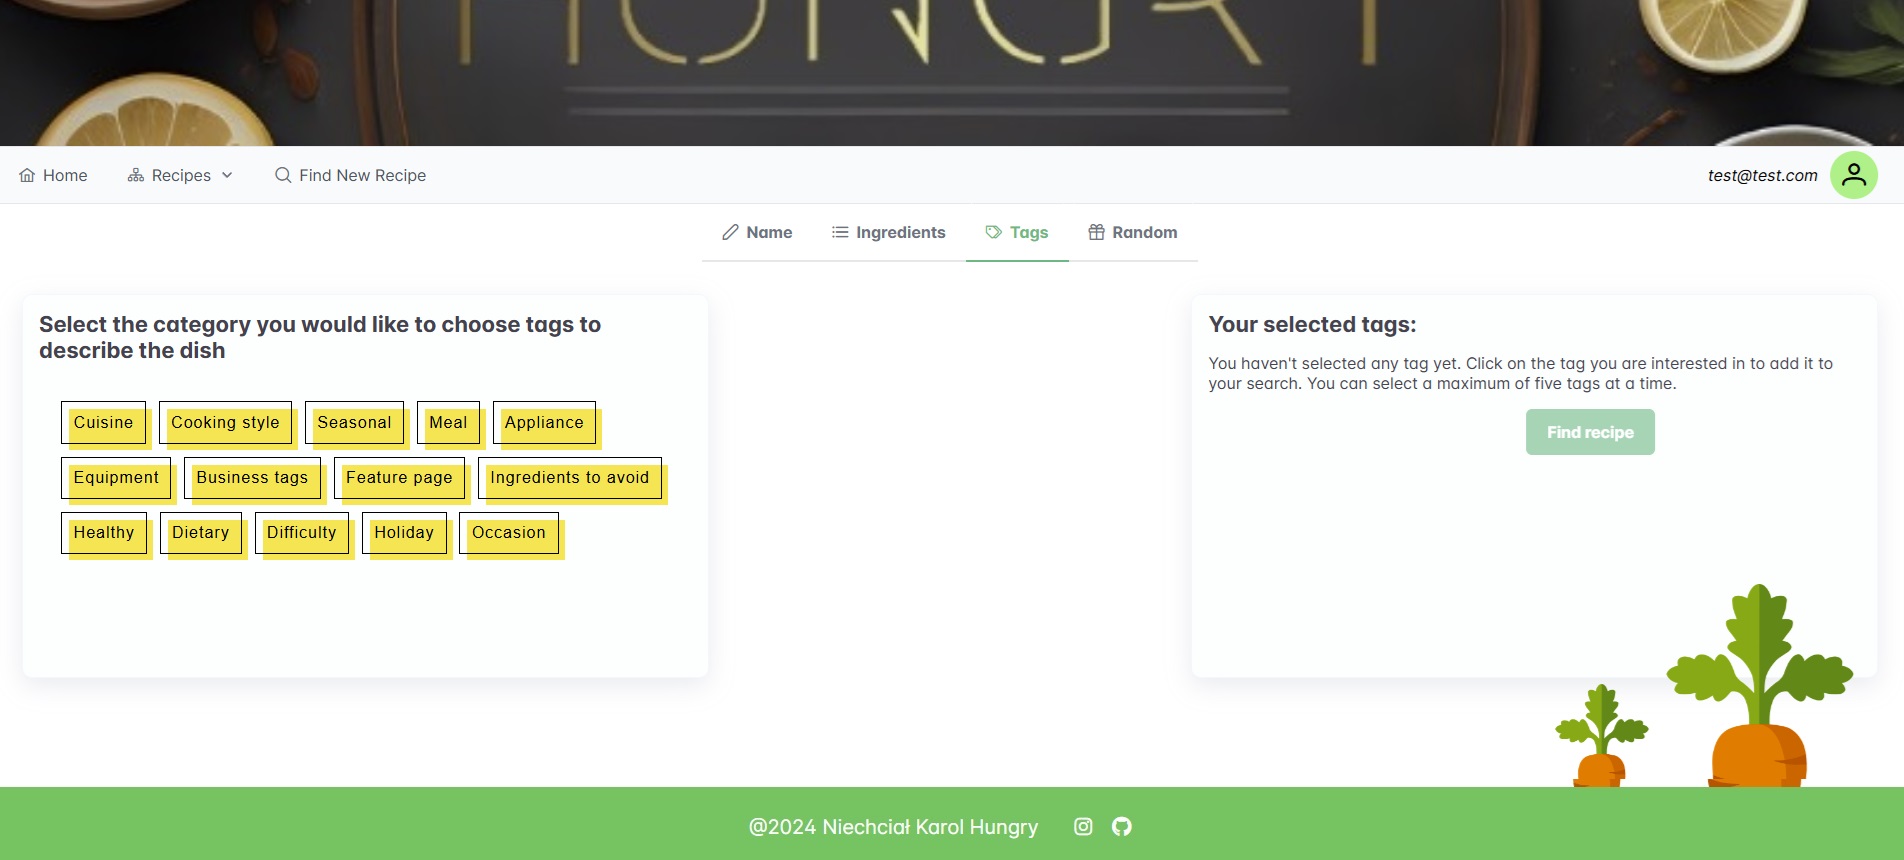 HUNGRY !
Home
Recipes
Find New Recipe
test@test.com
Name
Ingredients
Tags
Random
Select the category you would like to choose tags to
describe the dish
Cuisine
Cooking style
Seasonal
Meal
Appliance
Equipment
Business tags
Feature page
Ingredients to avoid
Healthy
Dietary
Difficulty
Holiday
Occasion
Your selected tags:
You haven't selected any tag yet. Click on the tag you are interested in to add it to
your search. You can select a maximum of five tags at a time.
Find recipe
@2024 Niechciał Karol Hungry